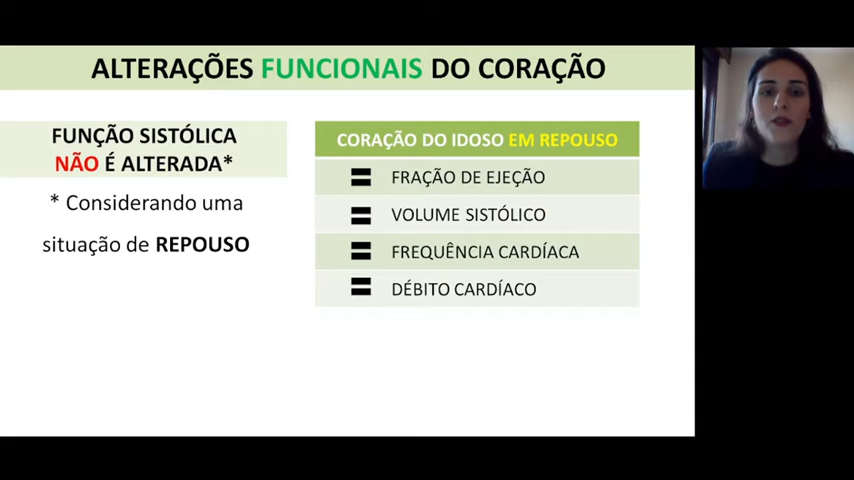 ALTERAÇÕES FUNCIONAIS DO CORAÇÃO
FUNÇÃO SISTÓLICA
NÃO É ALTERADA*
* Considerando uma
situação de REPOUSO
CORAÇÃO DO IDOSO EM REPOUSO
= FRAÇÃO DE EJEÇÃO
= VOLUME SISTÓLICO
= FREQUÊNCIA CARDÍACA
= DÉBITO CARDÍACO